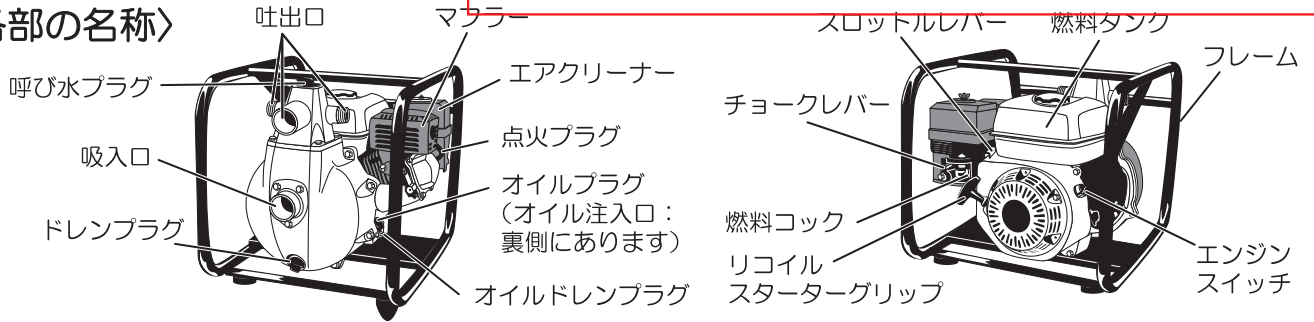 部の名称〉
吐出口
マフラー
呼び水プラグ
エアクリーナー
点火プラグ
吸入口
オイルプラグ
（オイル注入口：
裏側にあります）
ドレンプラグ
オイルドレンプラグ
スロットルレバー
燃料タンク
フレーム
チョークレバー
燃料コック
リコイル
スターターグリップ
エンジン
スイッチ